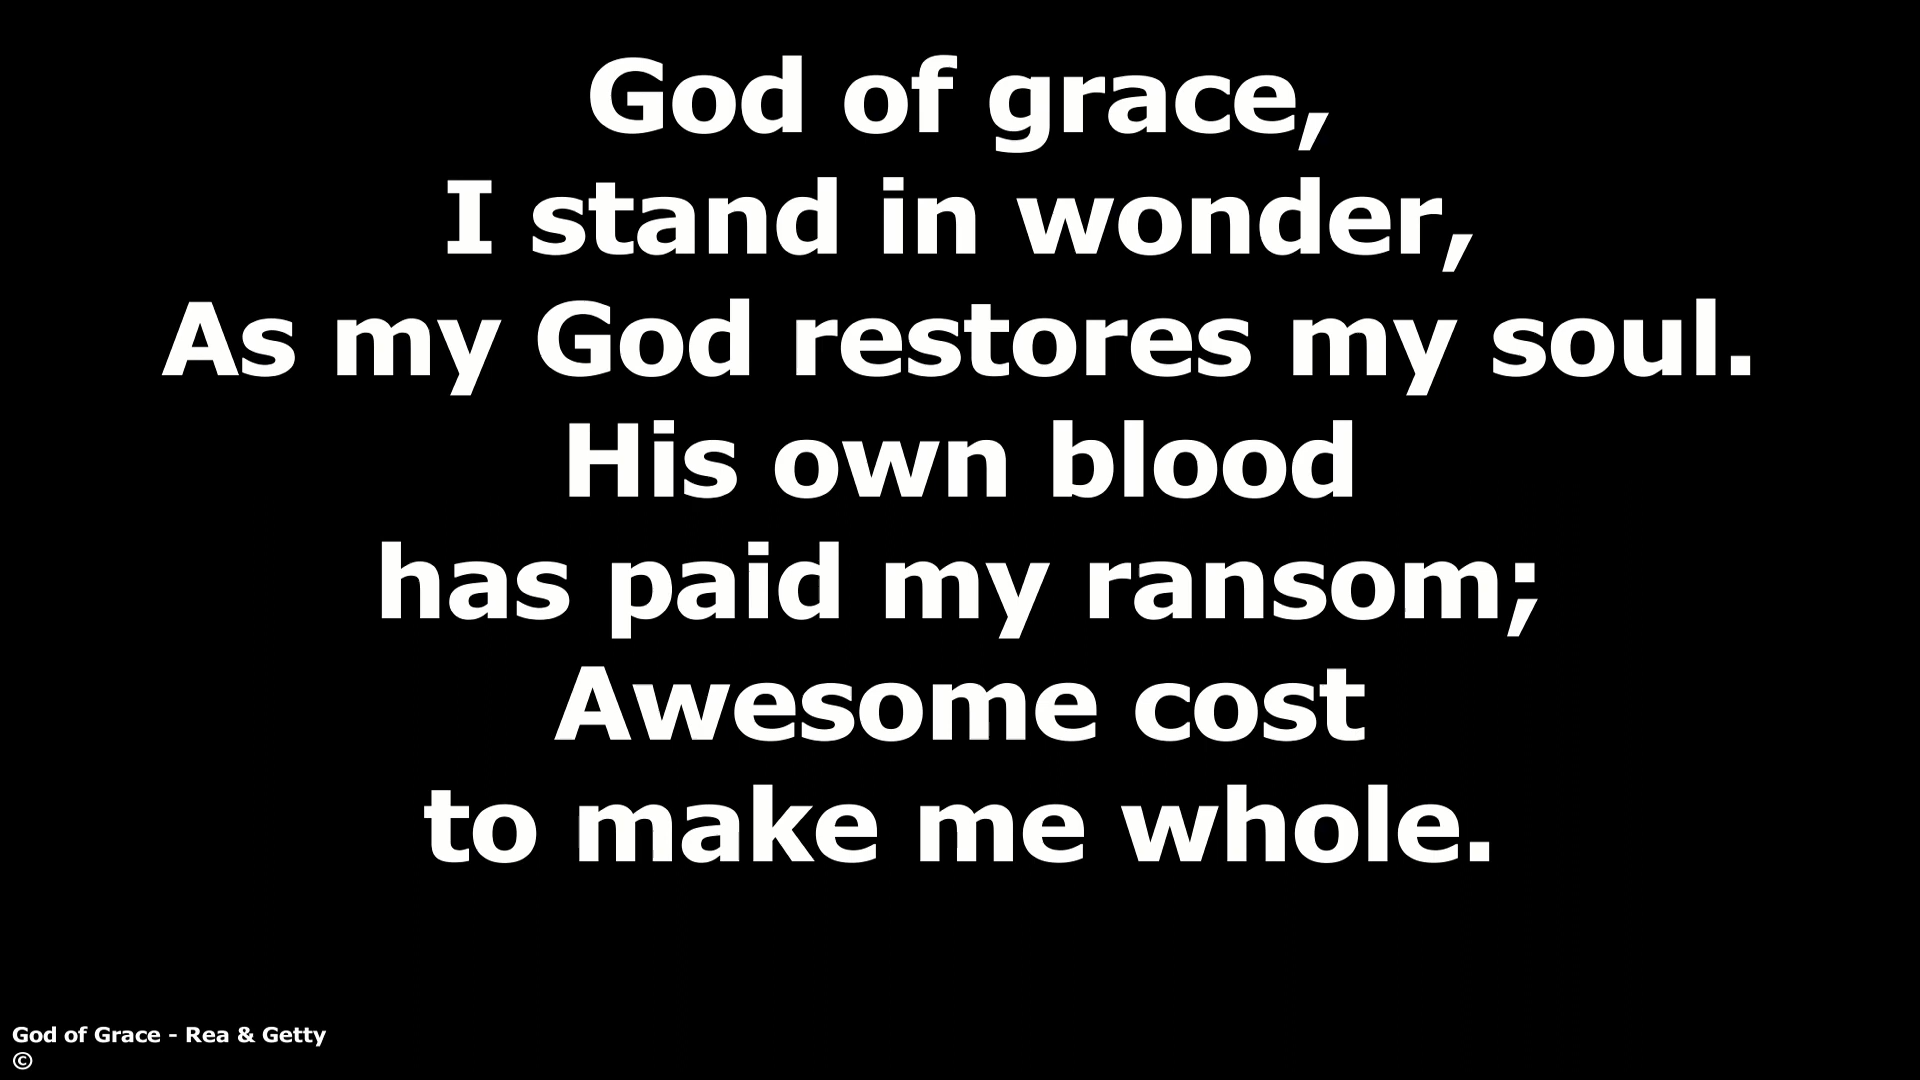 God of grace,
I stand in wonder,
As my God restores my soul.
His own blood
has paid my ransom;
Awesome cost
to make me whole.
God of Grace - Rea & Getty
©